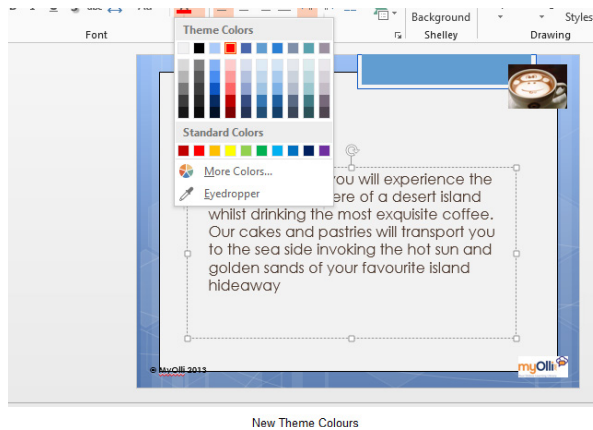 Background
Styles
Font
Shelley
Drawing
Theme Colors
Standard Colors
More Colors...
Eyedropper
you will experience the
ere of a desert island
whilst drinking the most exquisite coffee.
Our cakes and pastries will transport you
to the sea side invoking the hot sun and
golden sands of your favourite island
hideaway
© MyOlli 2013
myOlli
New Theme Colours